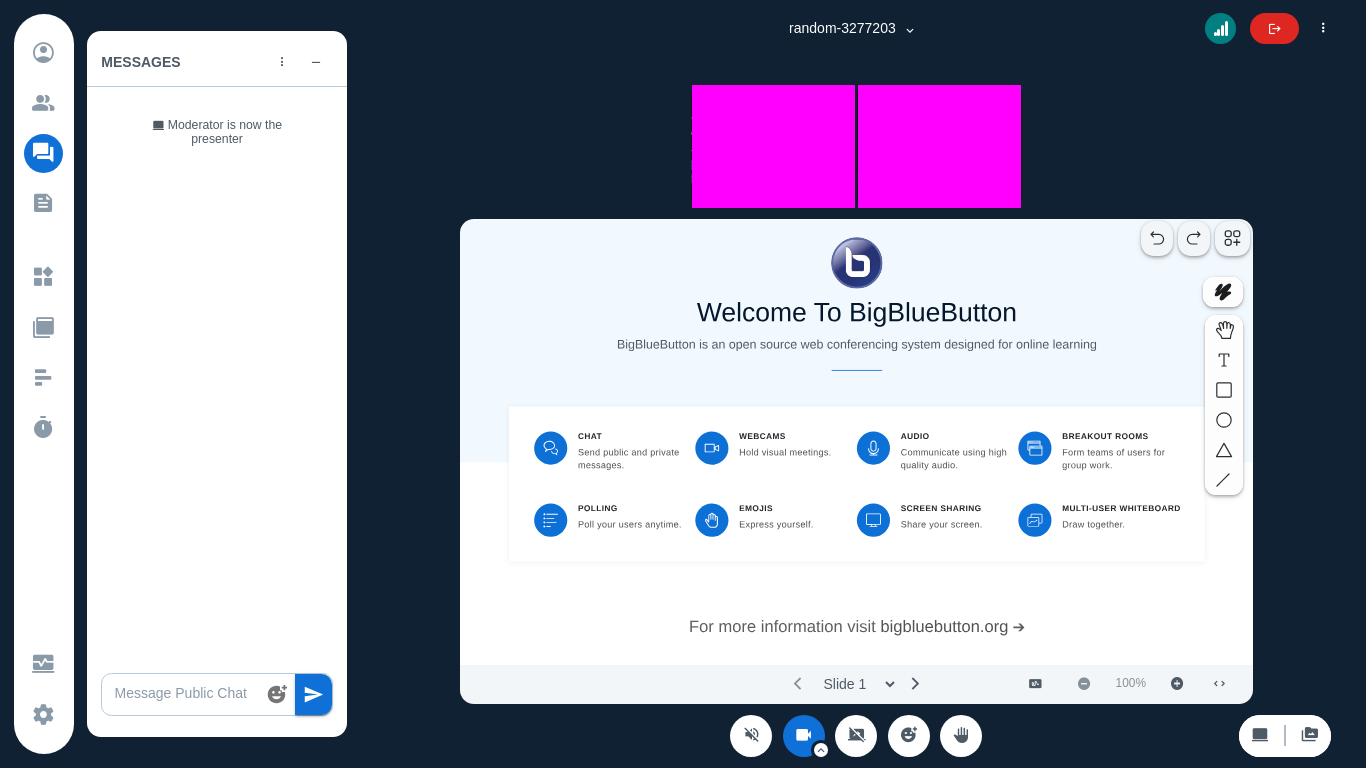 random-3277203
MESSAGES
Moderator is now the
presenter
Message Public Chat
Welcome To BigBlueButton
BigBlueButton is an open source web conferencing system designed for online learning
CHAT
Send public and private
messages.
WEBCAMS
Hold visual meetings.
AUDIO
Communicate using high
quality audio.
BREAKOUT ROOMS
Form teams of users for
group work.
POLLING
Poll your users anytime.
EMOJIS
Express yourself.
SCREEN SHARING
Share your screen.
MULTI-USER WHITEBOARD
Draw together.
For more information visit bigbluebutton.org ➔
Slide 1
100%